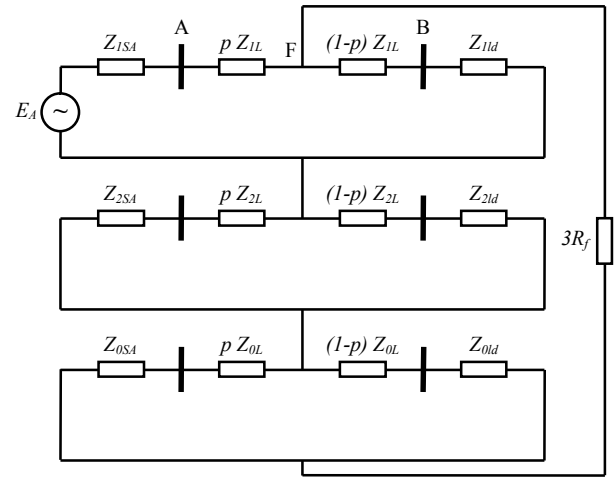 A F B
Z1SA p Z1L (1-p) Z1L Z1ld
EA ~
Z2SA p Z2L (1-p) Z2L Z2ld
3Rf
Z0SA p Z0L (1-p) Z0L Z0ld